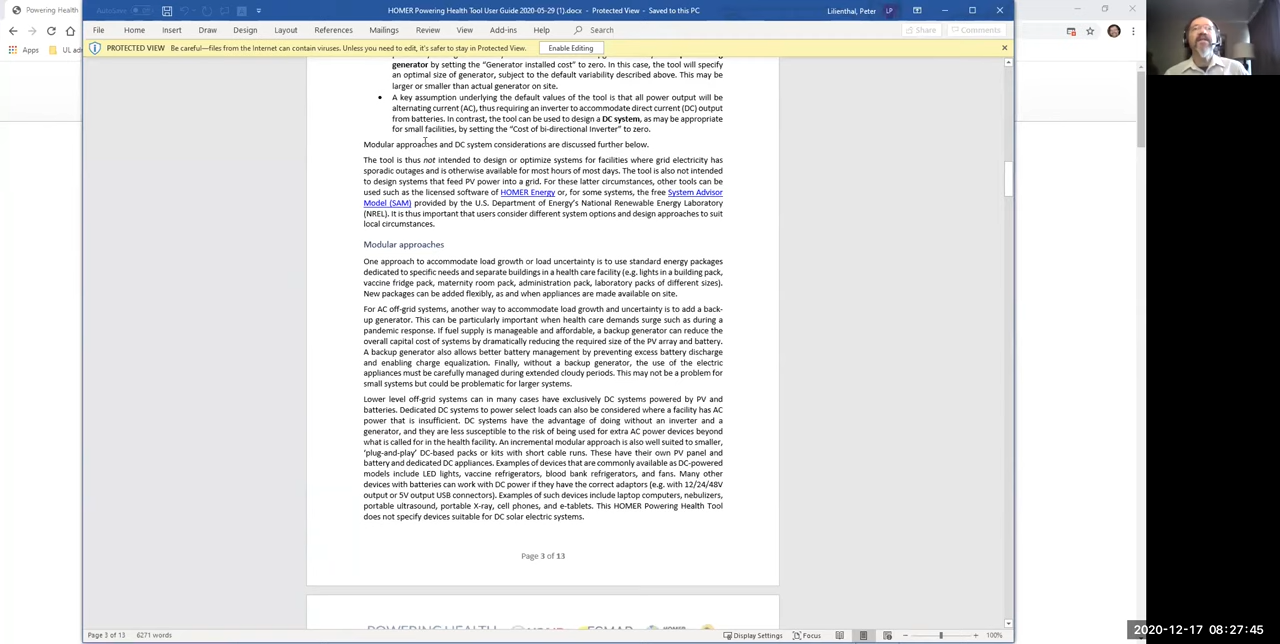 Powering Health
AutoSave
HOMER Powering Health Tool User Guide 2020-05-29 (1).docx - Protected View - Saved to this PC
Lilienthal, Peter
LP
File
Home
Insert
Draw
Design
Layout
References
Mailings
Review
View
Add-ins
Help
Search
Share
Comments
Apps
UL ad
PROTECTED VIEW Be careful—files from the Internet can contain viruses. Unless you need to edit, it's safer to stay in Protected View.
Enable Editing
generator by setting the “Generator installed cost” to zero. In this case, the tool will specify
an optimal size of generator, subject to the default variability described above. This may be
larger or smaller than actual generator on site.
• A key assumption underlying the default values of the tool is that all power output will be
alternating current (AC), thus requiring an inverter to accommodate direct current (DC) output
from batteries. In contrast, the tool can be used to design a DC system, as may be appropriate
for small facilities, by setting the “Cost of bi-directional Inverter” to zero.
Modular approaches and DC system considerations are discussed further below.
The tool is thus not intended to design or optimize systems for facilities where grid electricity has
sporadic outages and is otherwise available for most hours of most days. The tool is also not intended
to design systems that feed PV power into a grid. For these latter circumstances, other tools can be
used such as the licensed software of HOMER Energy or, for some systems, the free System Advisor
Model (SAM) provided by the U.S. Department of Energy's National Renewable Energy Laboratory
(NREL). It is thus important that users consider different system options and design approaches to suit
local circumstances.
Modular approaches
One approach to accommodate load growth or load uncertainty is to use standard energy packages
dedicated to specific needs and separate buildings in a health care facility (e.g. lights in a building pack,
vaccine fridge pack, maternity room pack, administration pack, laboratory packs of different sizes).
New packages can be added flexibly, as and when appliances are made available on site.
For AC off-grid systems, another way to accommodate load growth and uncertainty is to add a back-
up generator. This can be particularly important when health care demands surge such as during a
pandemic response. If fuel supply is manageable and affordable, a backup generator can reduce the
overall capital cost of systems by dramatically reducing the required size of the PV array and battery.
A backup generator also allows better battery management by preventing excess battery discharge
and enabling charge equalization. Finally, without a backup generator, the use of the electric
appliances must be carefully managed during extended cloudy periods. This may not be a problem for
small systems but could be problematic for larger systems.
Lower level off-grid systems can in many cases have exclusively DC systems powered by PV and
batteries. Dedicated DC systems to power select loads can also be considered where a facility has AC
power that is insufficient. DC systems have the advantage of doing without an inverter and a
generator, and they are less susceptible to the risk of being used for extra AC power devices beyond
what is called for in the health facility. An incremental modular approach is also well suited to smaller,
‘plug-and-play’ DC-based packs or kits with short cable runs. These have their own PV panel and
battery and dedicated DC appliances. Examples of devices that are commonly available as DC-powered
models include LED lights, vaccine refrigerators, blood bank refrigerators, and fans. Many other
devices with batteries can work with DC power if they have the correct adaptors (e.g. with 12/24/48V
output or 5V output USB connectors). Examples of such devices include laptop computers, nebulizers,
portable ultrasound, portable X-ray, cell phones, and e-tablets. This HOMER Powering Health Tool
does not specify devices suitable for DC solar electric systems.
Page 3 of 13
POWERING HEALTH
Page 3 of 13
6271 words
Display Settings
Focus
100%
2020-12-17 08:27:45